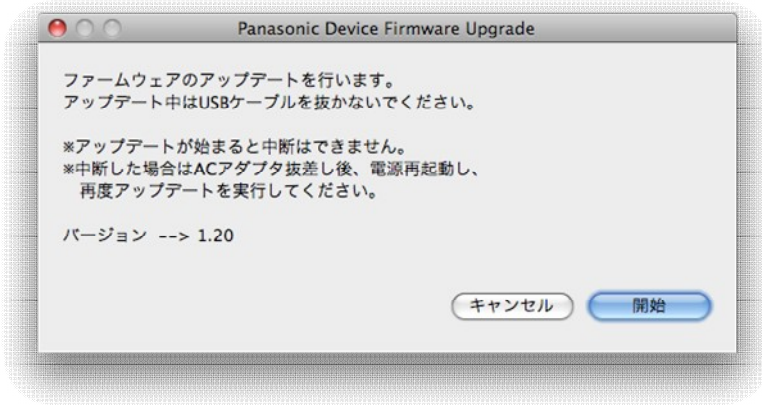 Panasonic Device Firmware Upgrade
ファームウェアのアップデートを行います。
アップデート中はUSBケーブルを抜かないでください。
※アップデートが始まると中断はできません。
※中断した場合はACアダプタ抜差し後、電源再起動し、
再度アップデートを実行してください。
バージョン --> 1.20
キャンセル
開始